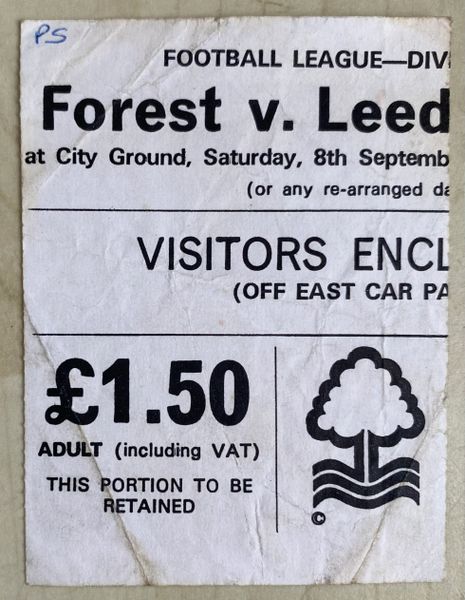 PS
FOOTBALL LEAGUE—DIVI
Forest v. Leed
at City Ground, Saturday, 8th Septemb
(or any re-arranged da
VISITORS ENCL
(OFF EAST CAR PA
£1.50
ADULT (including VAT)
THIS PORTION TO BE
RETAINED
©